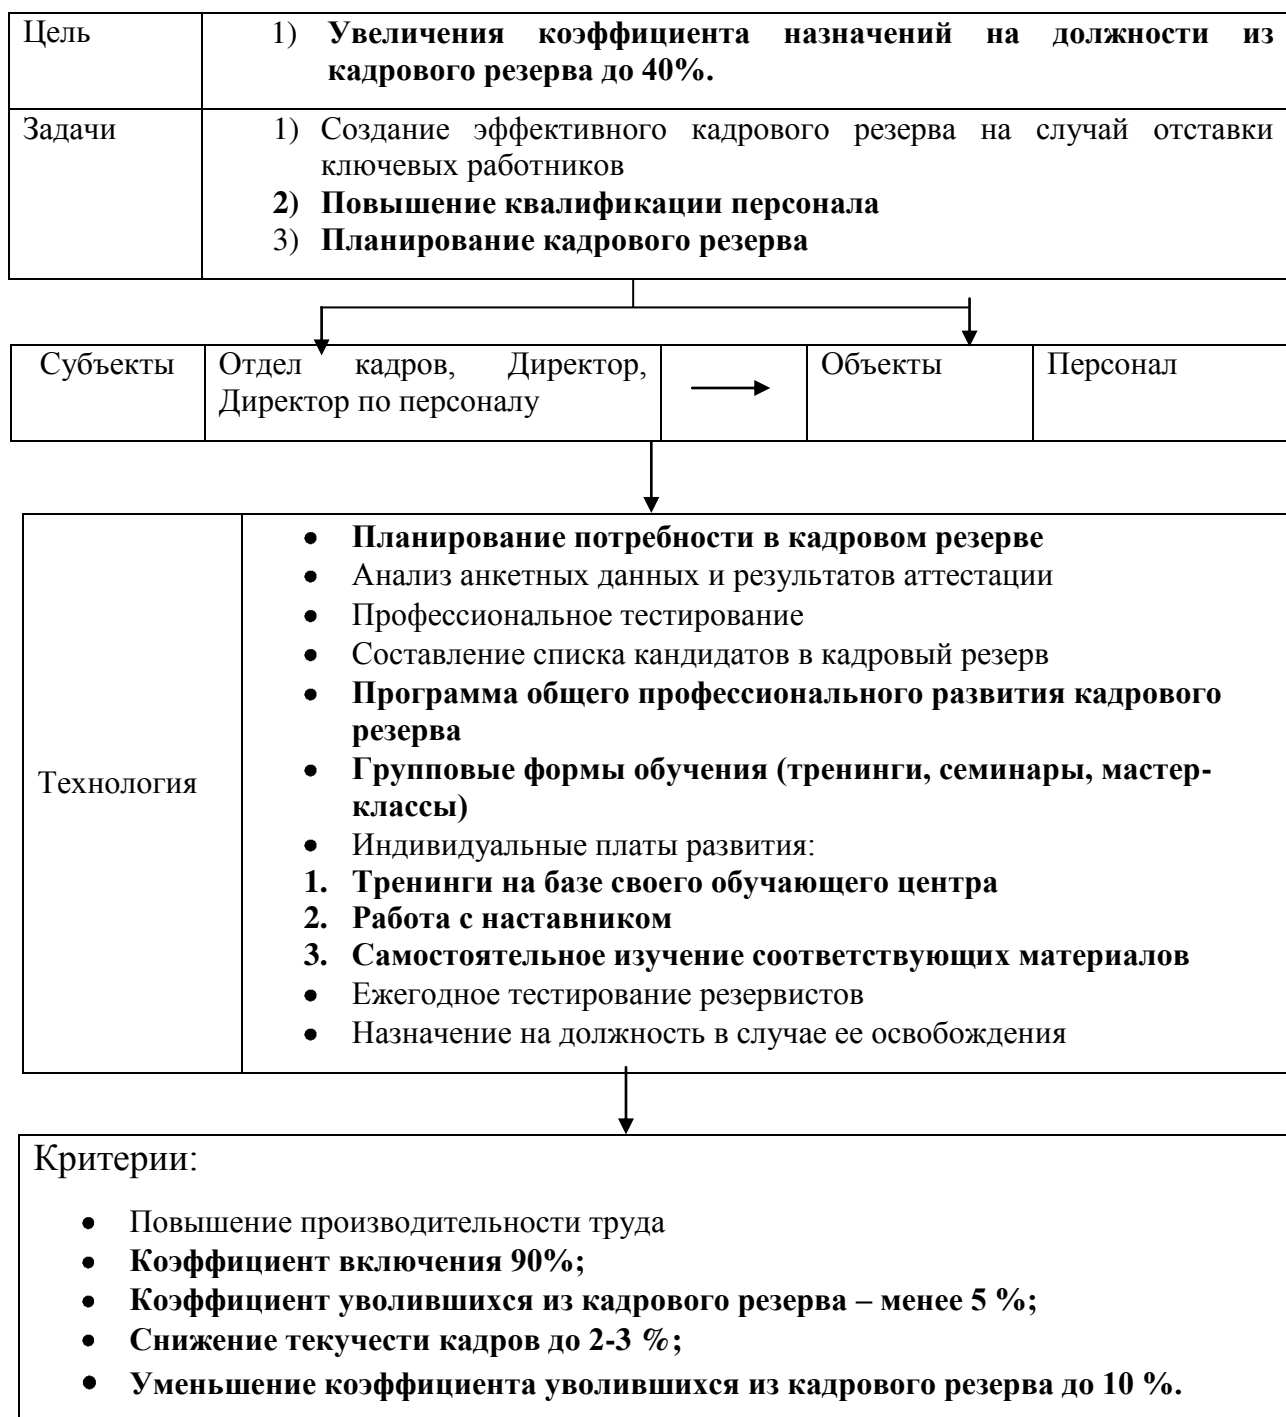 Цель
1) Увеличения коэффициента назначений на должности из
кадрового резерва до 40%.
Задачи
1) Создание эффективного кадрового резерва на случай отставки
ключевых работников
2) Повышение квалификации персонала
3) Планирование кадрового резерва
Субъекты
Отдел кадров, Директор,
Директор по персоналу
Объекты
Персонал
Технология
• Планирование потребности в кадровом резерве
• Анализ анкетных данных и результатов аттестации
• Профессиональное тестирование
• Составление списка кандидатов в кадровый резерв
• Программа общего профессионального развития кадрового
резерва
• Групповые формы обучения (тренинги, семинары, мастер-
классы)
• Индивидуальные платы развития:
1. Тренинги на базе своего обучающего центра
2. Работа с наставником
3. Самостоятельное изучение соответствующих материалов
• Ежегодное тестирование резервистов
• Назначение на должность в случае ее освобождения
Критерии:
• Повышение производительности труда
• Коэффициент включения 90%;
• Коэффициент уволившихся из кадрового резерва – менее 5 %;
• Снижение текучести кадров до 2-3 %;
• Уменьшение коэффициента уволившихся из кадрового резерва до 10 %.